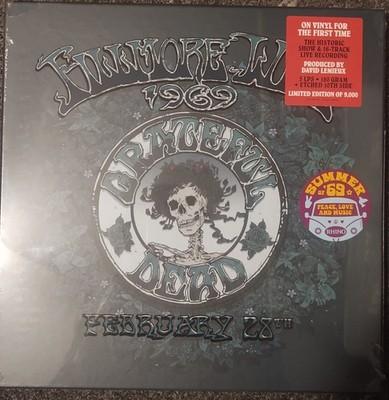 FILLMORE WEST
1969
GRATEFUL
DEAD
FEBRUARY 28TH
ON VINYL FOR
THE FIRST TIME
THE HISTORIC
SHOW & 16-TRACK
LIVE RECORDING
PRODUCED BY
DAVID LEMIEUX
5 LPS • 180 GRAM
+ ETCHED 10TH SIDE
LIMITED EDITION OF 9,000
SUMMER
OF '69
PEACE, LOVE
AND MUSIC
RHINO